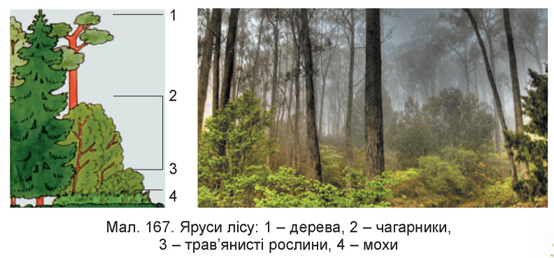 1
2
3
4
Мал. 167. Яруси лісу: 1 – дерева, 2 – чагарники,
3 – трав’янисті рослини, 4 – мохи